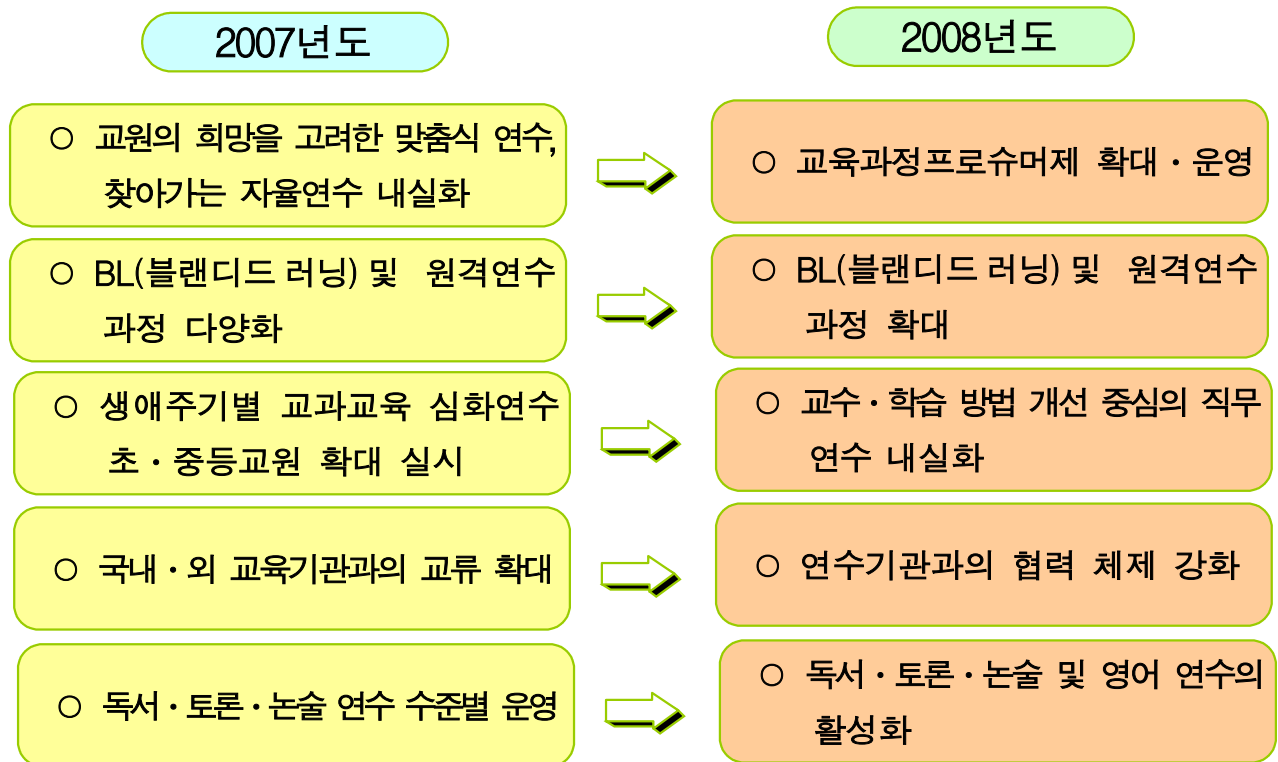 2007년도
2008년도
○ 교원의 희망을 고려한 맞춤식 연수,
찾아가는 자율연수 내실화
○ 교육과정프로슈머제 확대·운영
○ BL(블랜디드 러닝) 및 원격연수
과정 다양화
○ BL(블랜디드 러닝) 및 원격연수
과정 확대
○ 생애주기별 교과교육 심화연수
초·중등교원 확대 실시
○ 교수·학습 방법 개선 중심의 직무
연수 내실화
○ 국내·외 교육기관과의 교류 확대
○ 연수기관과의 협력 체제 강화
○ 독서·토론·논술 연수 수준별 운영
○ 독서·토론·논술 및 영어 연수의
활성화